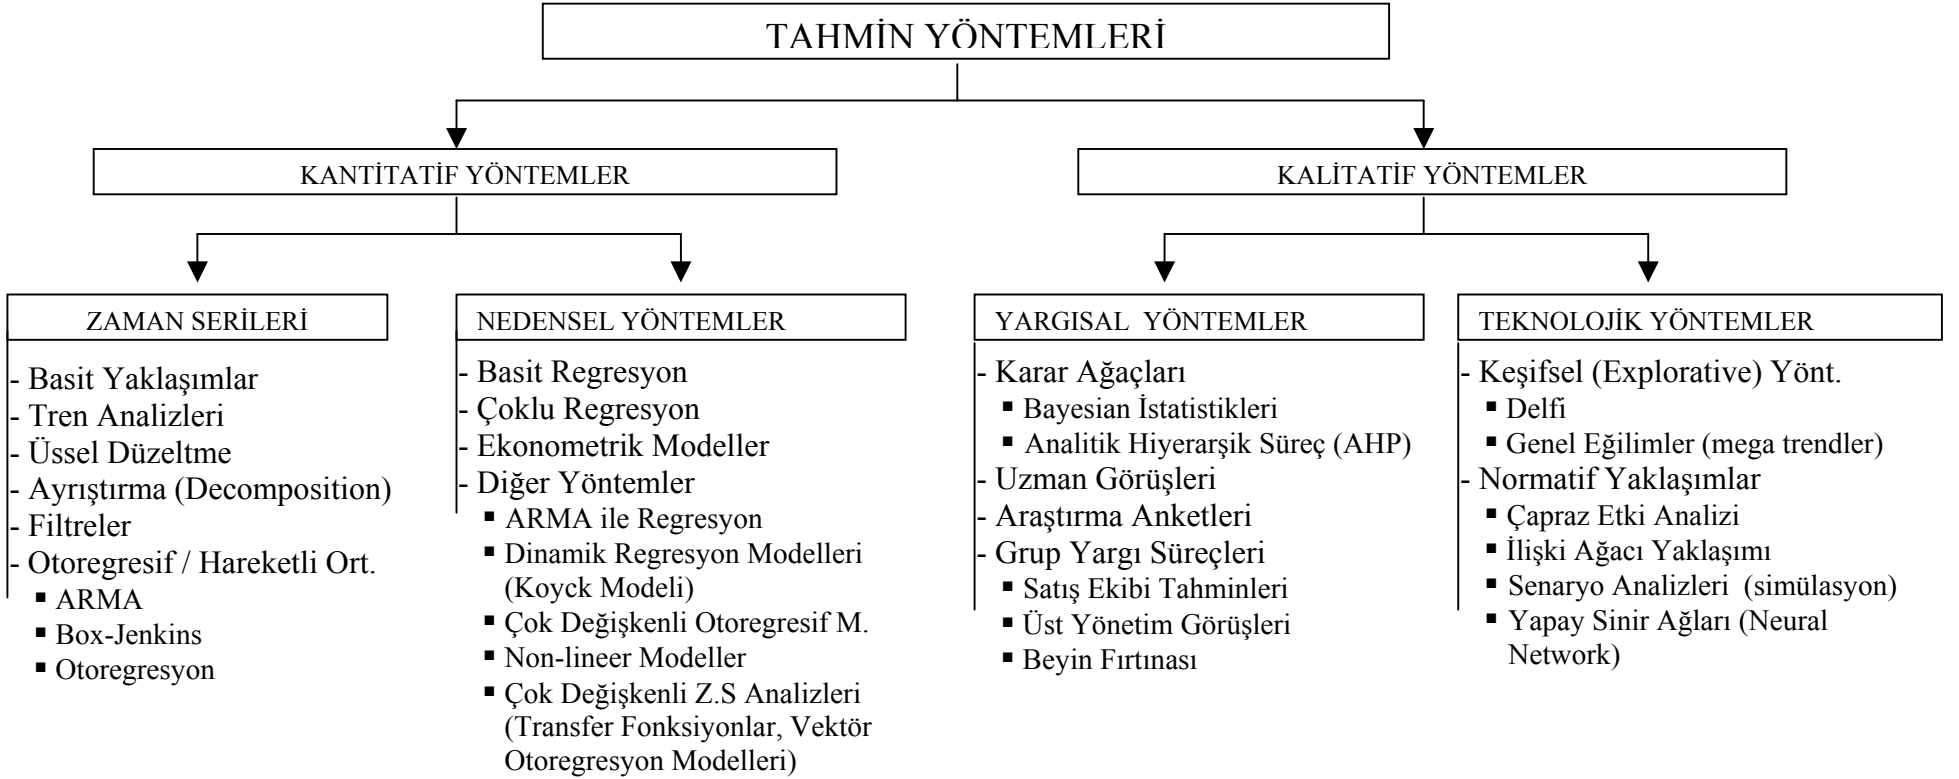 TAHMİN YÖNTEMLERİ
KANTİTATİF YÖNTEMLER
KALİTATİF YÖNTEMLER
ZAMAN SERİLERİ
- Basit Yaklaşımlar
- Tren Analizleri
- Üssel Düzeltme
- Ayrıştırma (Decomposition)
- Filtreler
- Otoregresif / Hareketli Ort.
▪ ARMA
▪ Box-Jenkins
▪ Otoregresyon
NEDENSEL YÖNTEMLER
- Basit Regresyon
- Çoklu Regresyon
- Ekonometrik Modeller
- Diğer Yöntemler
▪ ARMA ile Regresyon
▪ Dinamik Regresyon Modelleri
(Koyck Modeli)
▪ Çok Değişkenli Otoregresif M.
▪ Non-lineer Modeller
▪ Çok Değişkenli Z.S Analizleri
(Transfer Fonksiyonlar, Vektör
Otoregresyon Modelleri)
YARGISAL YÖNTEMLER
- Karar Ağaçları
▪ Bayesian İstatistikleri
▪ Analitik Hiyerarşik Süreç (AHP)
- Uzman Görüşleri
- Araştırma Anketleri
- Grup Yargı Süreçleri
▪ Satış Ekibi Tahminleri
▪ Üst Yönetim Görüşleri
▪ Beyin Fırtınası
TEKNOLOJİK YÖNTEMLER
- Keşifsel (Explorative) Yönt.
▪ Delfi
▪ Genel Eğilimler (mega trendler)
- Normatif Yaklaşımlar
▪ Çapraz Etki Analizi
▪ İlişki Ağacı Yaklaşımı
▪ Senaryo Analizleri (simülasyon)
▪ Yapay Sinir Ağları (Neural
Network)